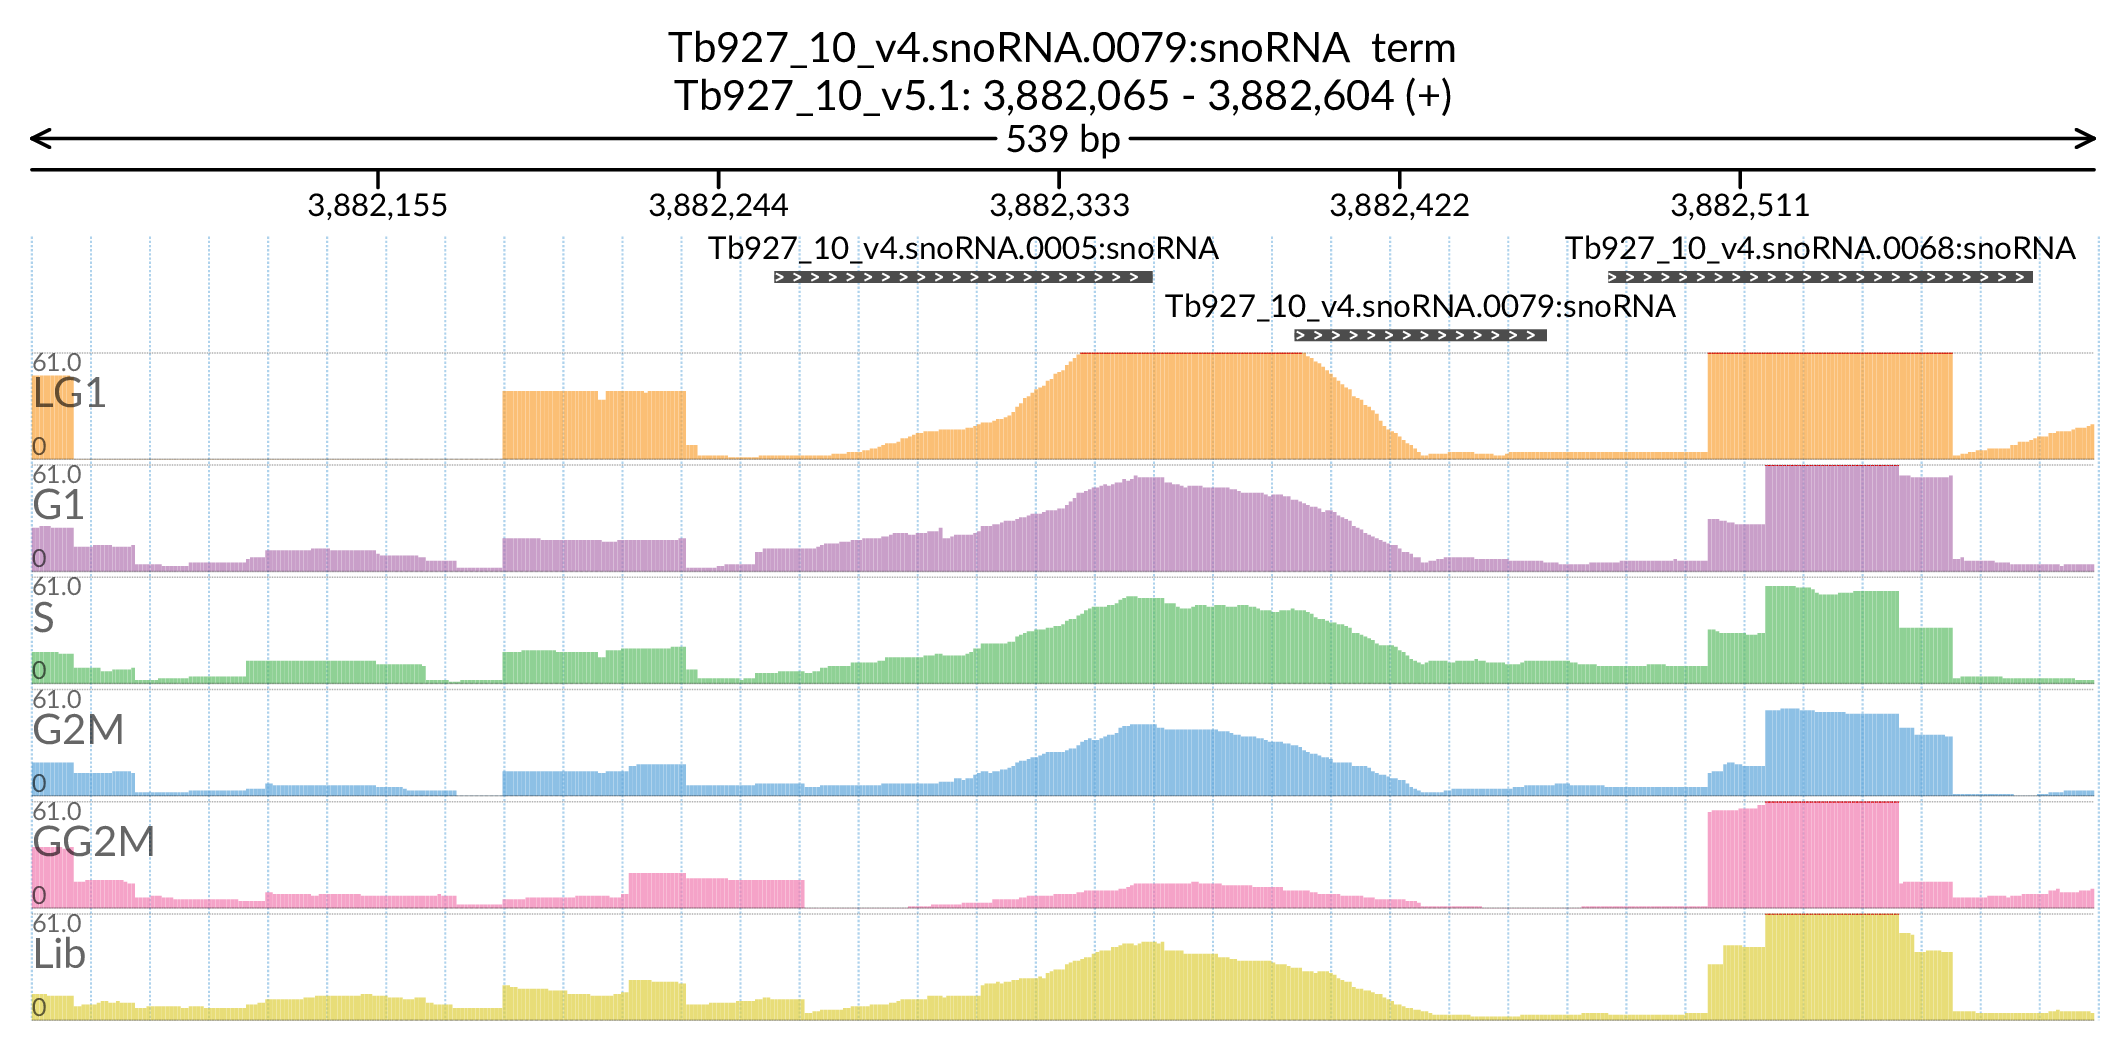 Tb927_10_v4.snoRNA.0079:snoRNA term
Tb927_10_v5.1: 3,882,065 - 3,882,604 (+)
539 bp
3,882,155 3,882,244 3,882,333 3,882,422 3,882,511
Tb927_10_v4.snoRNA.0005:snoRNA Tb927_10_v4.snoRNA.0068:snoRNA
Tb927_10_v4.snoRNA.0079:snoRNA
61.0
LG1
0
61.0
G1
0
61.0
S
0
61.0
G2M
0
61.0
GG2M
0
61.0
Lib
0